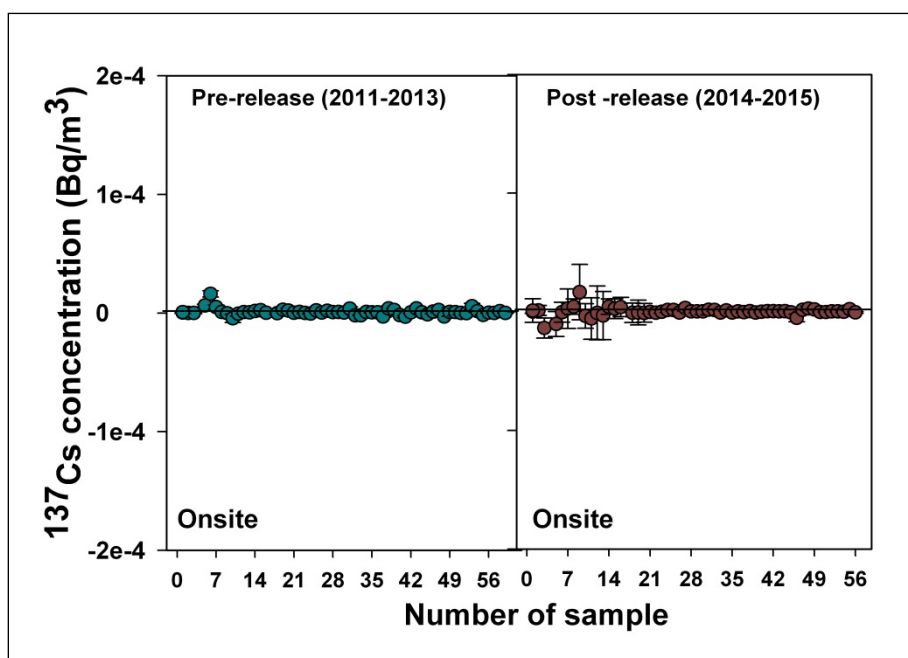 137Cs concentration (Bq/m3)
2e-4
1e-4
0
-1e-4
-2e-4
Pre-release (2011-2013)
Onsite
0 7 14 21 28 35 42 49 56
Post -release (2014-2015)
Onsite
0 7 14 21 28 35 42 49 56
Number of sample